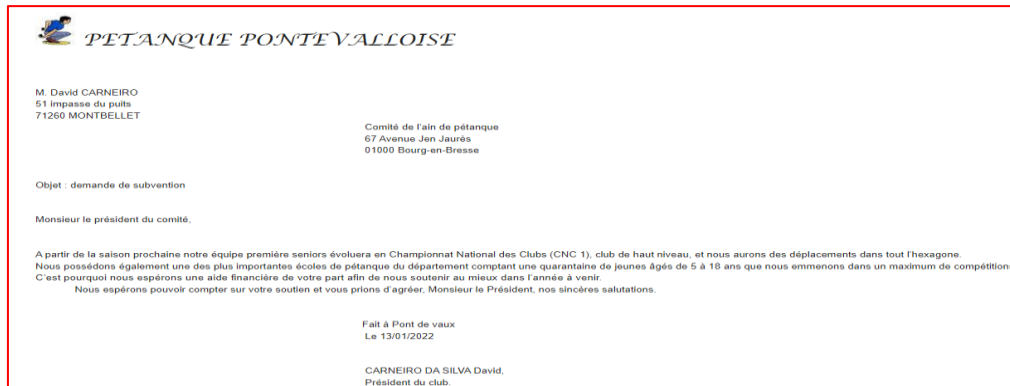 PETANQUE PONTEVALLOISE
M. David CARNEIRO
51 impasse du puits
71260 MONTBELLET
Comité de l'ain de pétanque
67 Avenue Jen Jaurès
01000 Bourg-en-Bresse
Objet : demande de subvention
Monsieur le président du comité,
A partir de la saison prochaine notre équipe première seniors évoluera en Championnat National des Clubs (CNC 1), club de haut niveau, et nous aurons des déplacements dans tout l'hexagone.
Nous possédons également une des plus importantes écoles de pétanque du département comptant une quarantaine de jeunes âgés de 5 à 18 ans que nous emmenons dans un maximum de compétition
C'est pourquoi nous espérons une aide financière de votre part afin de nous soutenir au mieux dans l'année à venir.
Nous espérons pouvoir compter sur votre soutien et vous prions d'agréer, Monsieur le Président, nos sincères salutations.
Fait à Pont de vaux
Le 13/01/2022
CARNEIRO DA SILVA David,
Président du club.